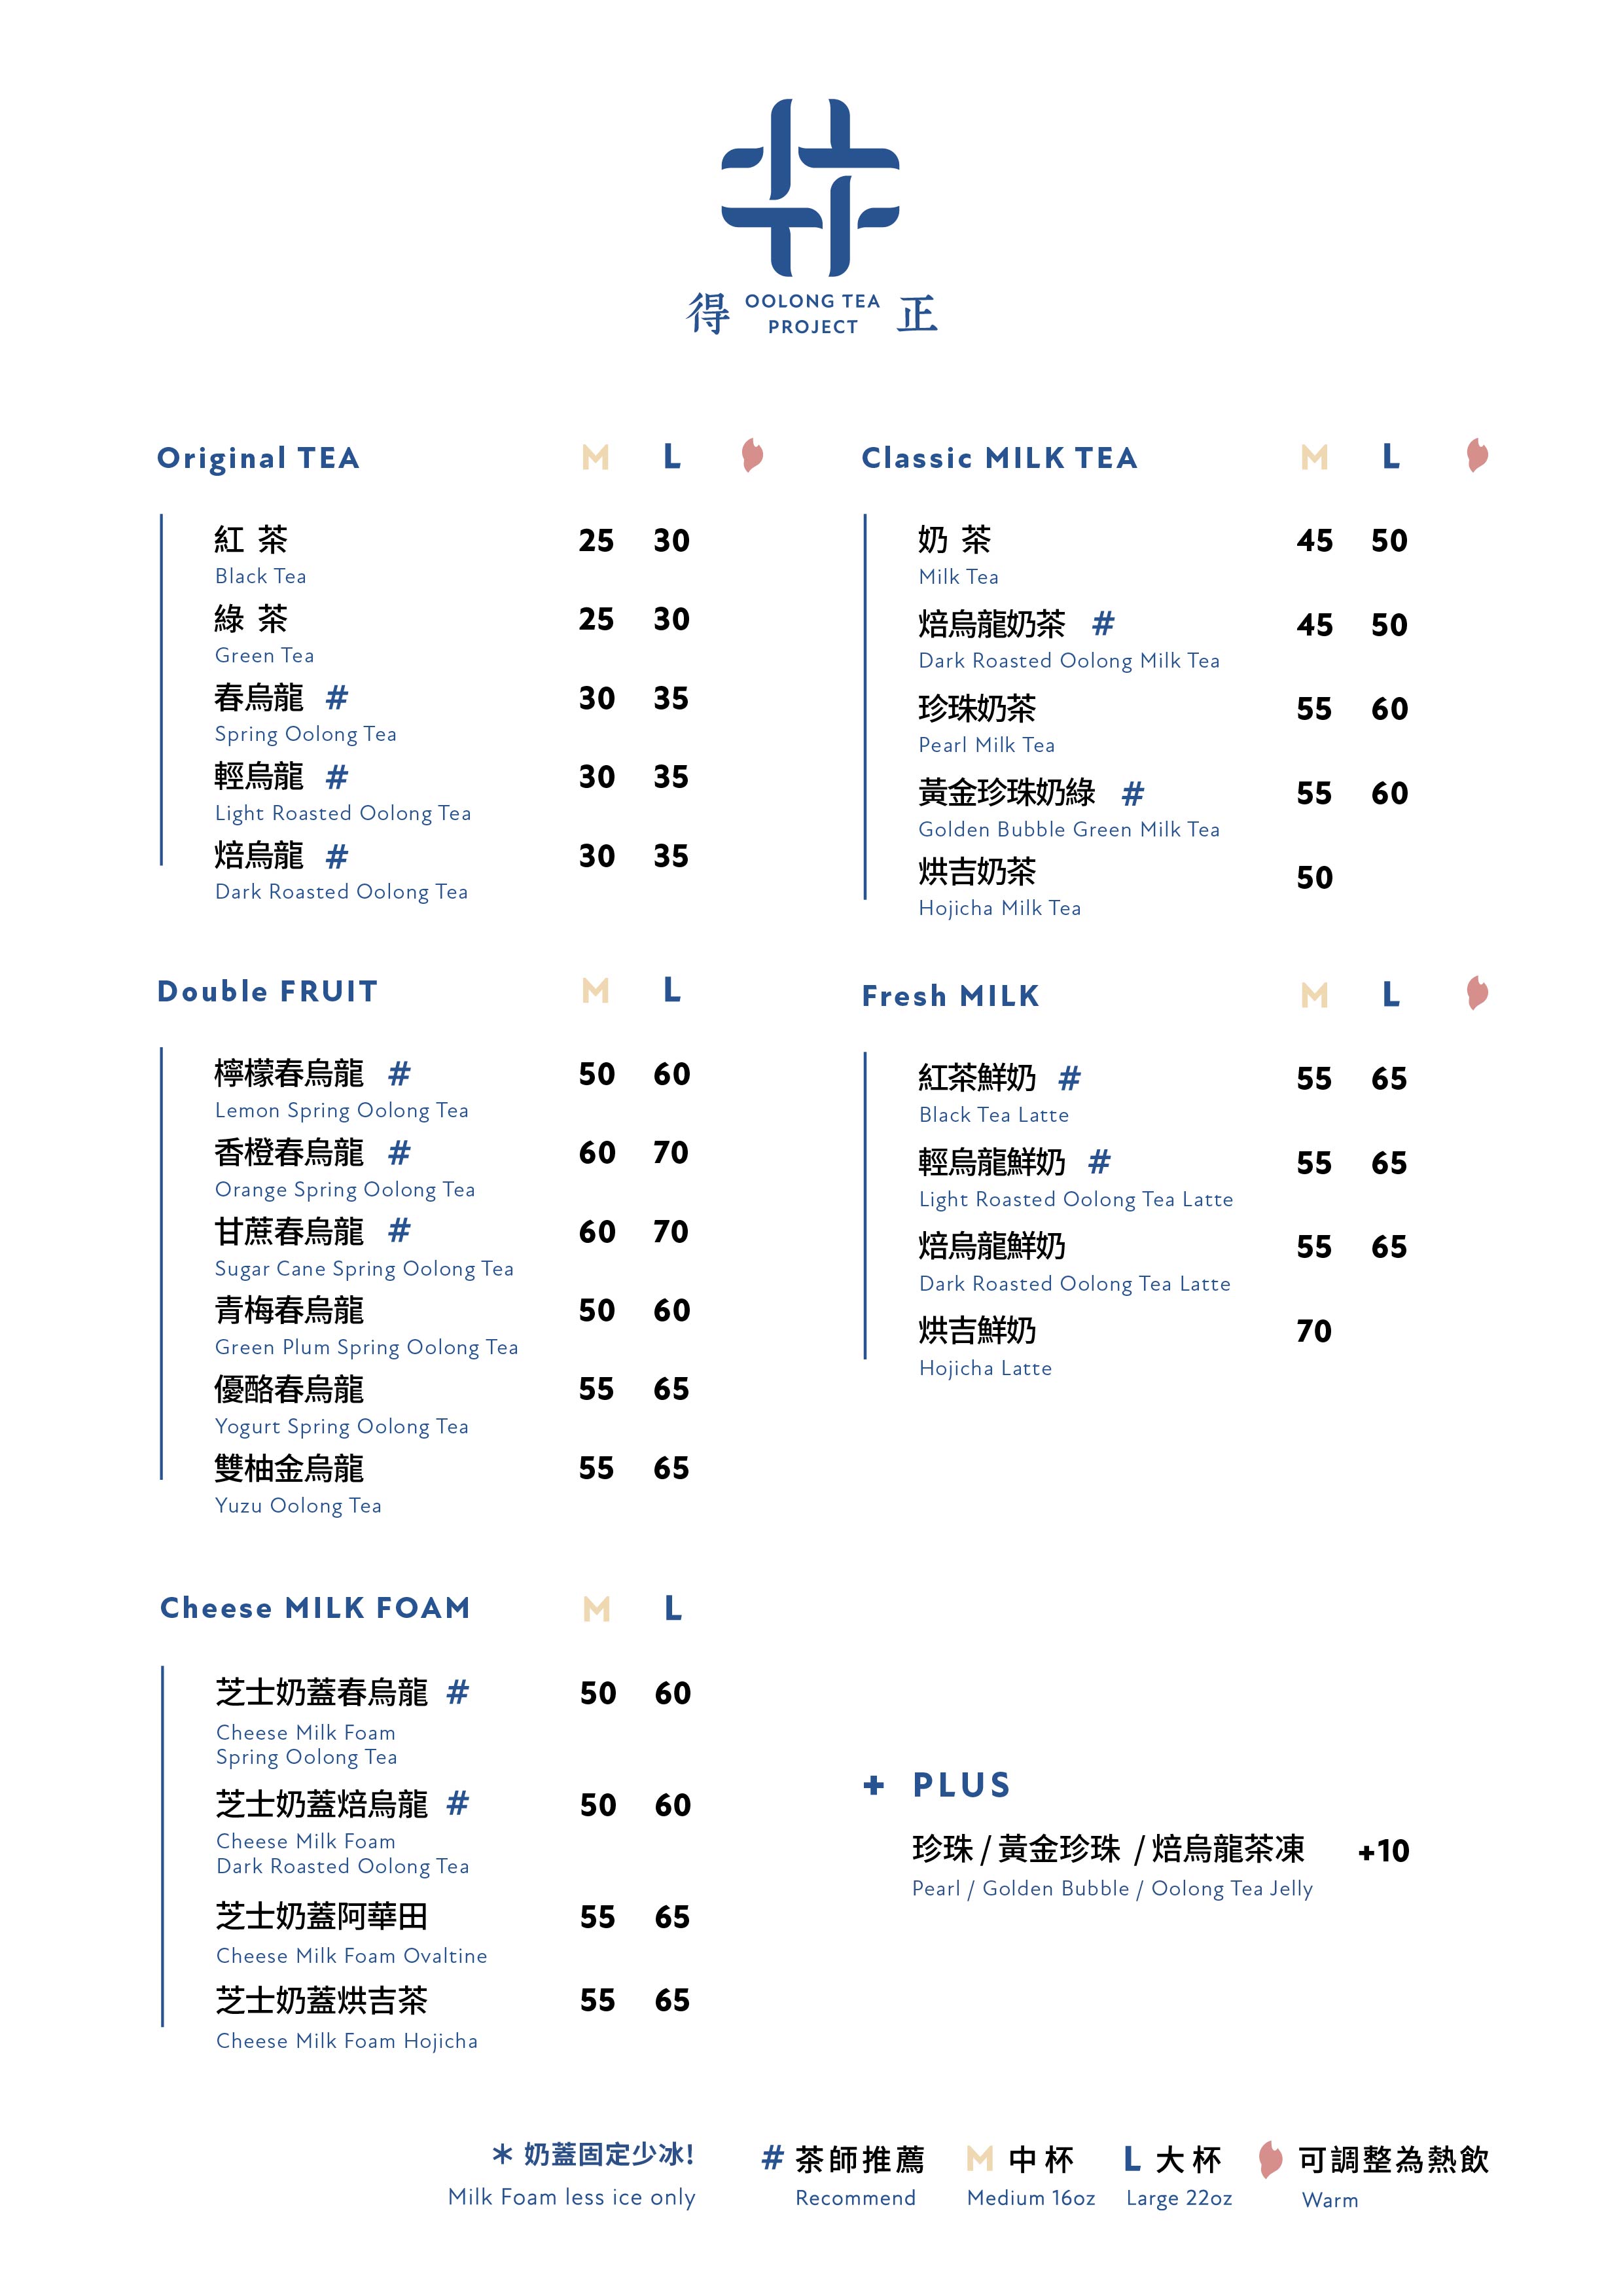 得 OOLONG TEA PROJECT 正
Original TEA M L
紅 茶 25 30
Black Tea
綠 茶 25 30
Green Tea
春烏龍 # 30 35
Spring Oolong Tea
輕烏龍 # 30 35
Light Roasted Oolong Tea
焙烏龍 # 30 35
Dark Roasted Oolong Tea
Double FRUIT M L
檸檬春烏龍 # 50 60
Lemon Spring Oolong Tea
香橙春烏龍 # 60 70
Orange Spring Oolong Tea
甘蔗春烏龍 # 60 70
Sugar Cane Spring Oolong Tea
青梅春烏龍 50 60
Green Plum Spring Oolong Tea
優酪春烏龍 55 65
Yogurt Spring Oolong Tea
雙柚金烏龍 55 65
Yuzu Oolong Tea
Cheese MILK FOAM M L
芝士奶蓋春烏龍 # 50 60
Cheese Milk Foam
Spring Oolong Tea
芝士奶蓋焙烏龍 # 50 60
Cheese Milk Foam
Dark Roasted Oolong Tea
芝士奶蓋阿華田 55 65
Cheese Milk Foam Ovaltine
芝士奶蓋烘吉茶 55 65
Cheese Milk Foam Hojicha
Classic MILK TEA M L
奶 茶 45 50
Milk Tea
焙烏龍奶茶 # 45 50
Dark Roasted Oolong Milk Tea
珍珠奶茶 55 60
Pearl Milk Tea
黃金珍珠奶綠 # 55 60
Golden Bubble Green Milk Tea
烘吉奶茶 50
Hojicha Milk Tea
Fresh MILK M L
紅茶鮮奶 # 55 65
Black Tea Latte
輕烏龍鮮奶 # 55 65
Light Roasted Oolong Tea Latte
焙烏龍鮮奶 55 65
Dark Roasted Oolong Tea Latte
烘吉鮮奶 70
Hojicha Latte
+ PLUS
珍珠 / 黃金珍珠 / 焙烏龍茶凍 +10
Pearl / Golden Bubble / Oolong Tea Jelly
＊ 奶蓋固定少冰!
Milk Foam less ice only
# 茶師推薦 M 中杯 L 大杯 可調整為熱飲
Recommend Medium 16oz Large 22oz Warm